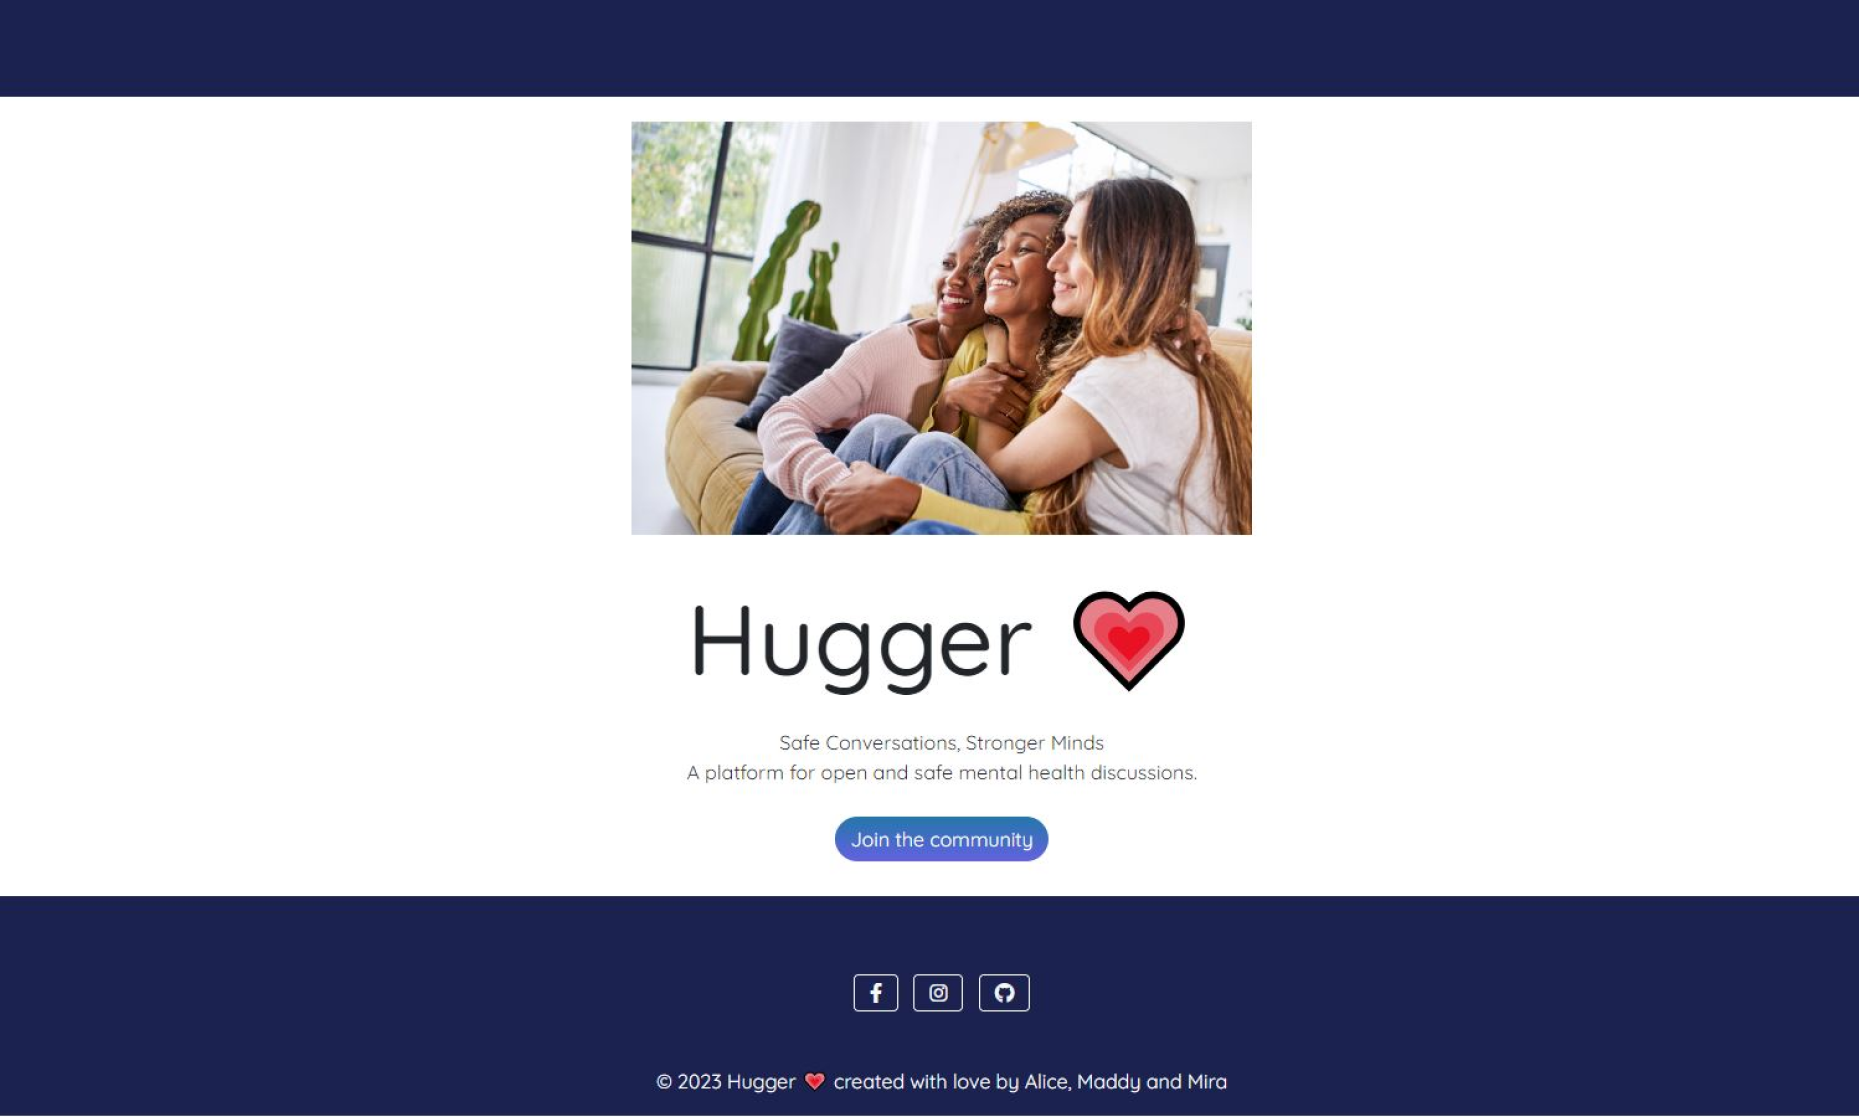 Hugger
Safe Conversations, Stronger Minds
A platform for open and safe mental health discussions.
Join the community
© 2023 Hugger ❤️ created with love by Alice, Maddy and Mira